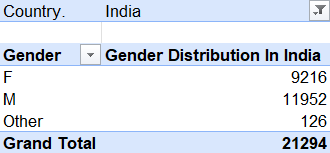 Country. India
Gender Gender Distribution In India
F 9216
M 11952
Other 126
Grand Total 21294